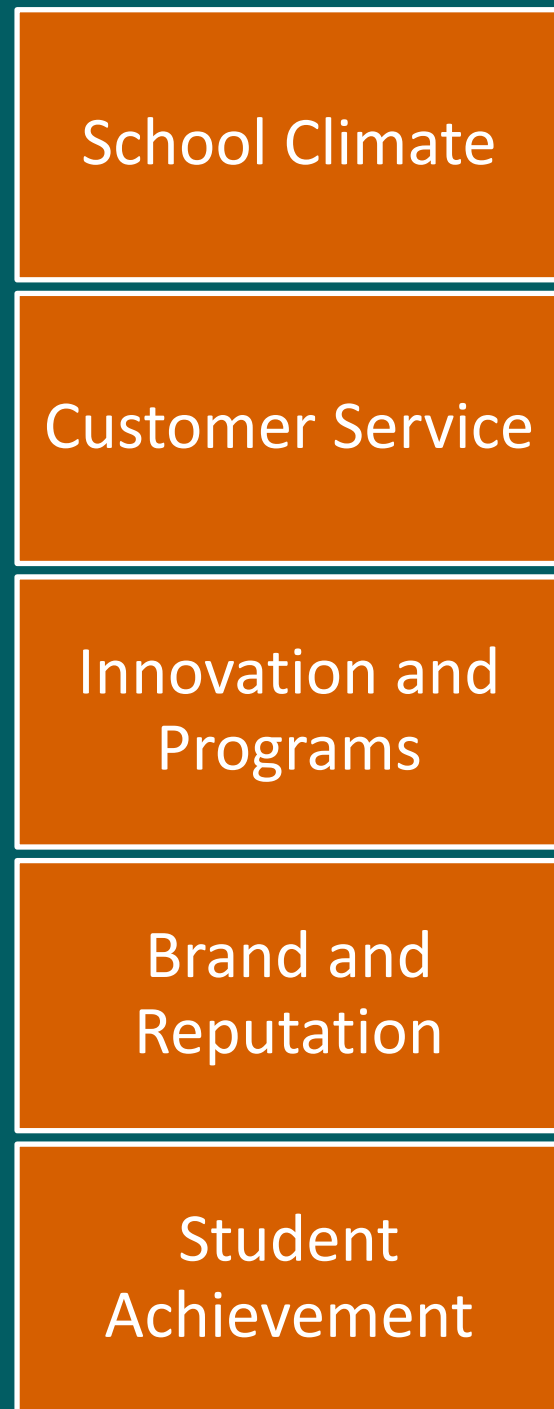 School Climate
Customer Service
Innovation and
Programs
Brand and
Reputation
Student
Achievement